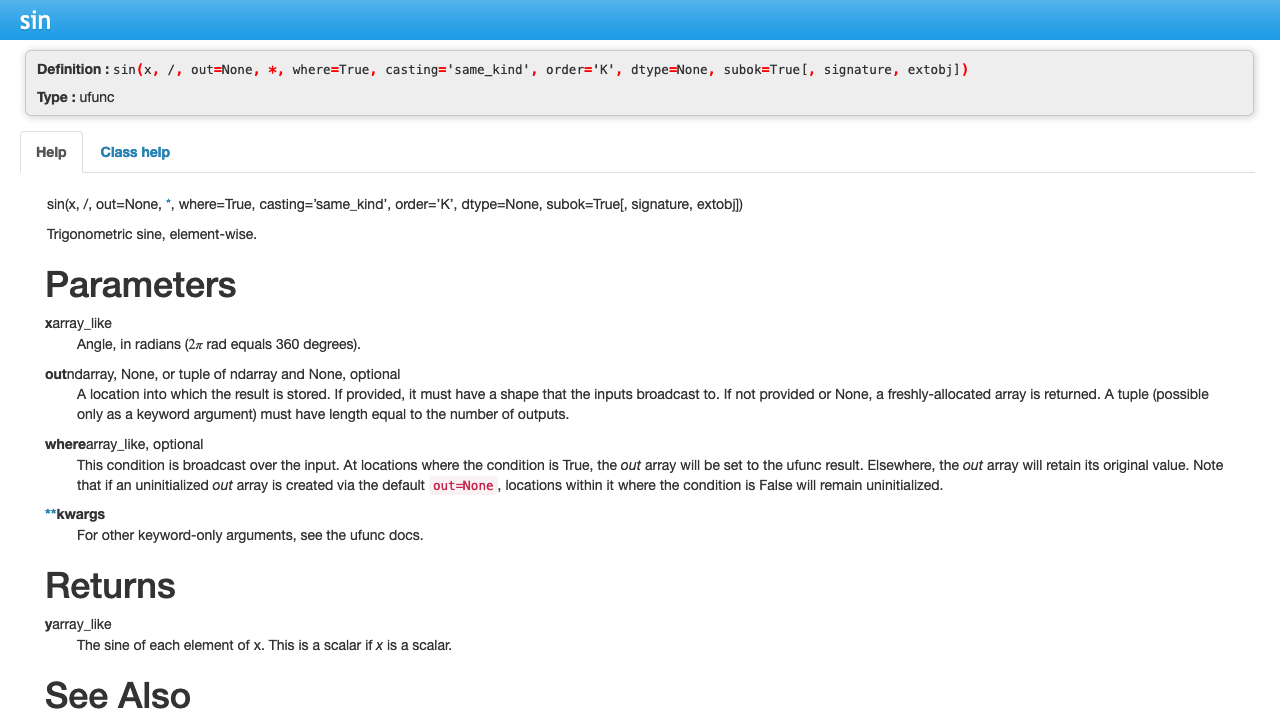 sin
Definition : sin(x, /, out=None, *, where=True, casting='same_kind', order='K', dtype=None, subok=True[, signature, extobj])
Type : ufunc
Help Class help
sin(x, /, out=None, *, where=True, casting=’same_kind’, order=’K’, dtype=None, subok=True[, signature, extobj])
Trigonometric sine, element-wise.
Parameters
xarray_like
Angle, in radians (2π rad equals 360 degrees).
outndarray, None, or tuple of ndarray and None, optional
A location into which the result is stored. If provided, it must have a shape that the inputs broadcast to. If not provided or None, a freshly-allocated array is returned. A tuple (possible
only as a keyword argument) must have length equal to the number of outputs.
wherearray_like, optional
This condition is broadcast over the input. At locations where the condition is True, the out array will be set to the ufunc result. Elsewhere, the out array will retain its original value. Note
that if an uninitialized out array is created via the default out=None, locations within it where the condition is False will remain uninitialized.
**kwargs
For other keyword-only arguments, see the ufunc docs.
Returns
yarray_like
The sine of each element of x. This is a scalar if x is a scalar.
See Also